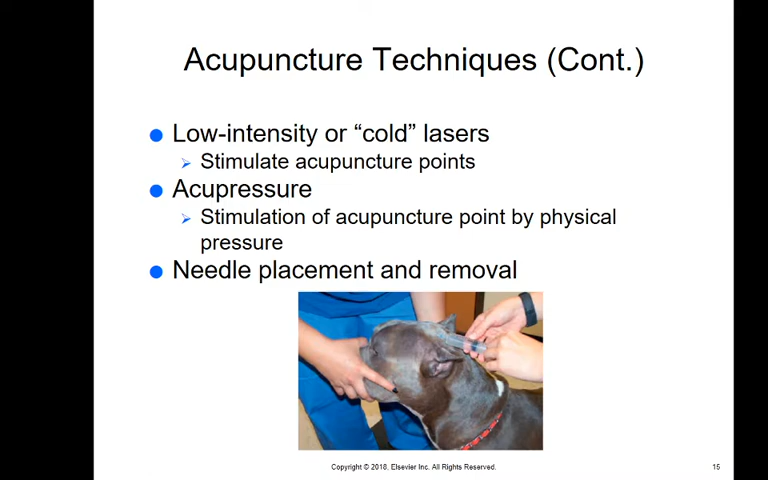 Acupuncture Techniques (Cont.)
Low-intensity or “cold” lasers
Stimulate acupuncture points
Acupressure
Stimulation of acupuncture point by physical
pressure
Needle placement and removal
Copyright © 2018, Elsevier Inc. All Rights Reserved.
15